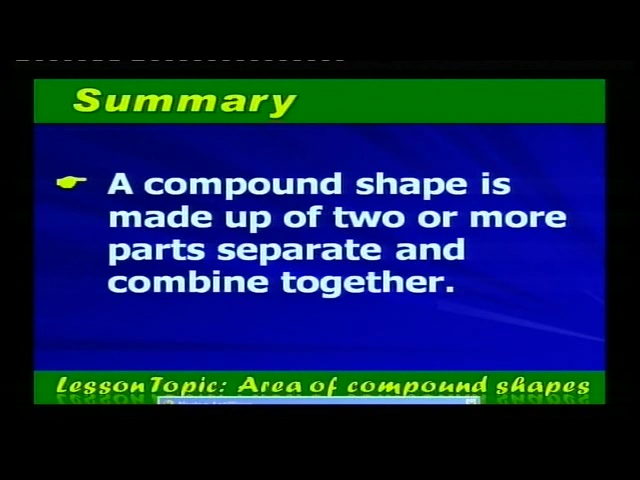 Summary
A compound shape is
made up of two or more
parts separate and
combine together.
Lesson Topic: Area of compound shapes